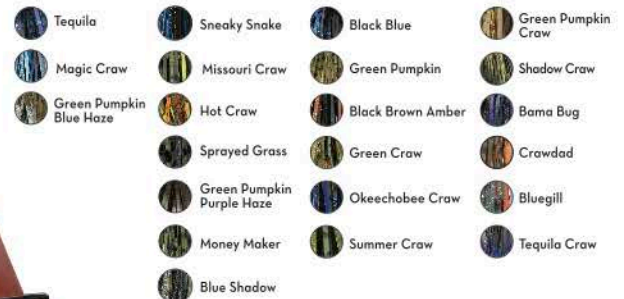 Tequila
Magic Craw
Green Pumpkin
Blue Haze
Sneaky Snake
Missouri Craw
Hot Craw
Sprayed Grass
Green Pumpkin
Purple Haze
Money Maker
Blue Shadow
Black Blue
Green Pumpkin
Black Brown Amber
Green Craw
Okeechobee Craw
Summer Craw
Green Pumpkin
Craw
Shadow Craw
Bama Bug
Crawdad
Bluegill
Tequila Craw